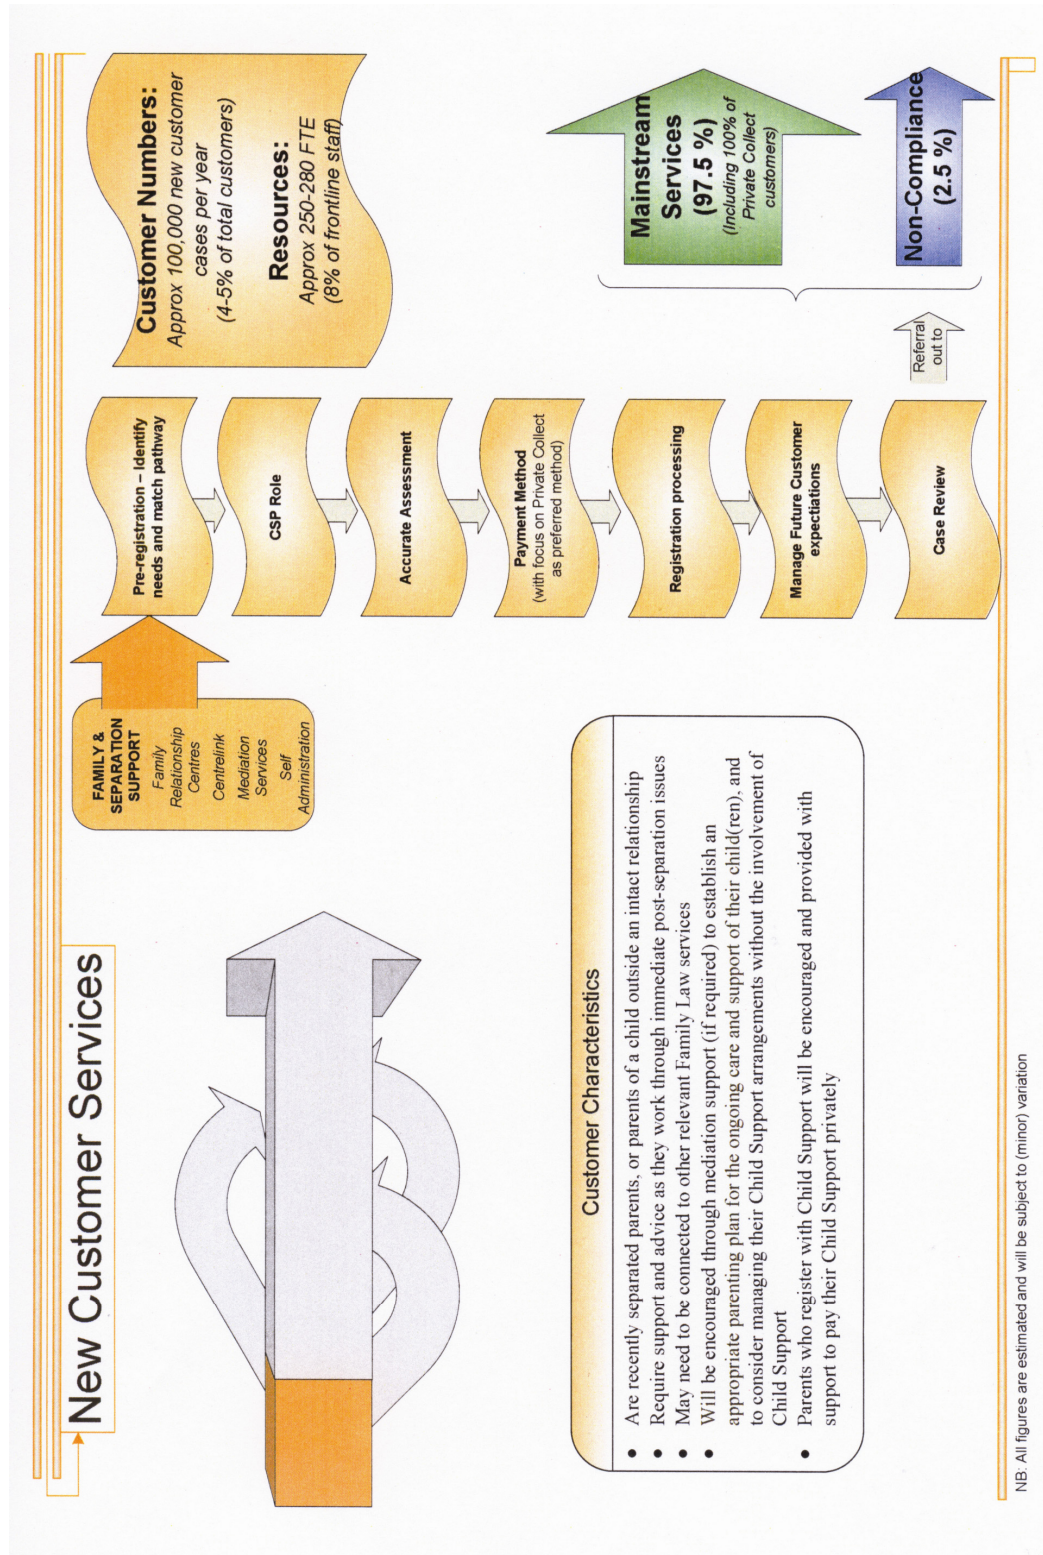 New Customer Services
FAMILY &
SEPARATION
SUPPORT
Family
Relationship
Centres
Centrelink
Mediation
Services
Self
Administration
Pre-registration – Identify
needs and match pathway
CSP Role
Accurate Assessment
Payment Method
(with focus on Private Collect
as preferred method)
Registration processing
Manage Future Customer
expectiations
Case Review
Customer Numbers:
Approx 100,000 new customer
cases per year
(4-5% of total customers)
Resources:
Approx 250-280 FTE
(8% of frontline staff)
Referral
out to
Mainstream
Services
(97.5 %)
(Including 100% of
Private Collect
customers)
Non-Compliance
(2.5 %)
Customer Characteristics
• Are recently separated parents, or parents of a child outside an intact relationship
• Require support and advice as they work through immediate post-separation issues
• May need to be connected to other relevant Family Law services
• Will be encouraged through mediation support (if required) to establish an
appropriate parenting plan for the ongoing care and support of their child(ren), and
to consider managing their Child Support arrangements without the involvement of
Child Support
• Parents who register with Child Support will be encouraged and provided with
support to pay their Child Support privately
NB: All figures are estimated and will be subject to (minor) variation